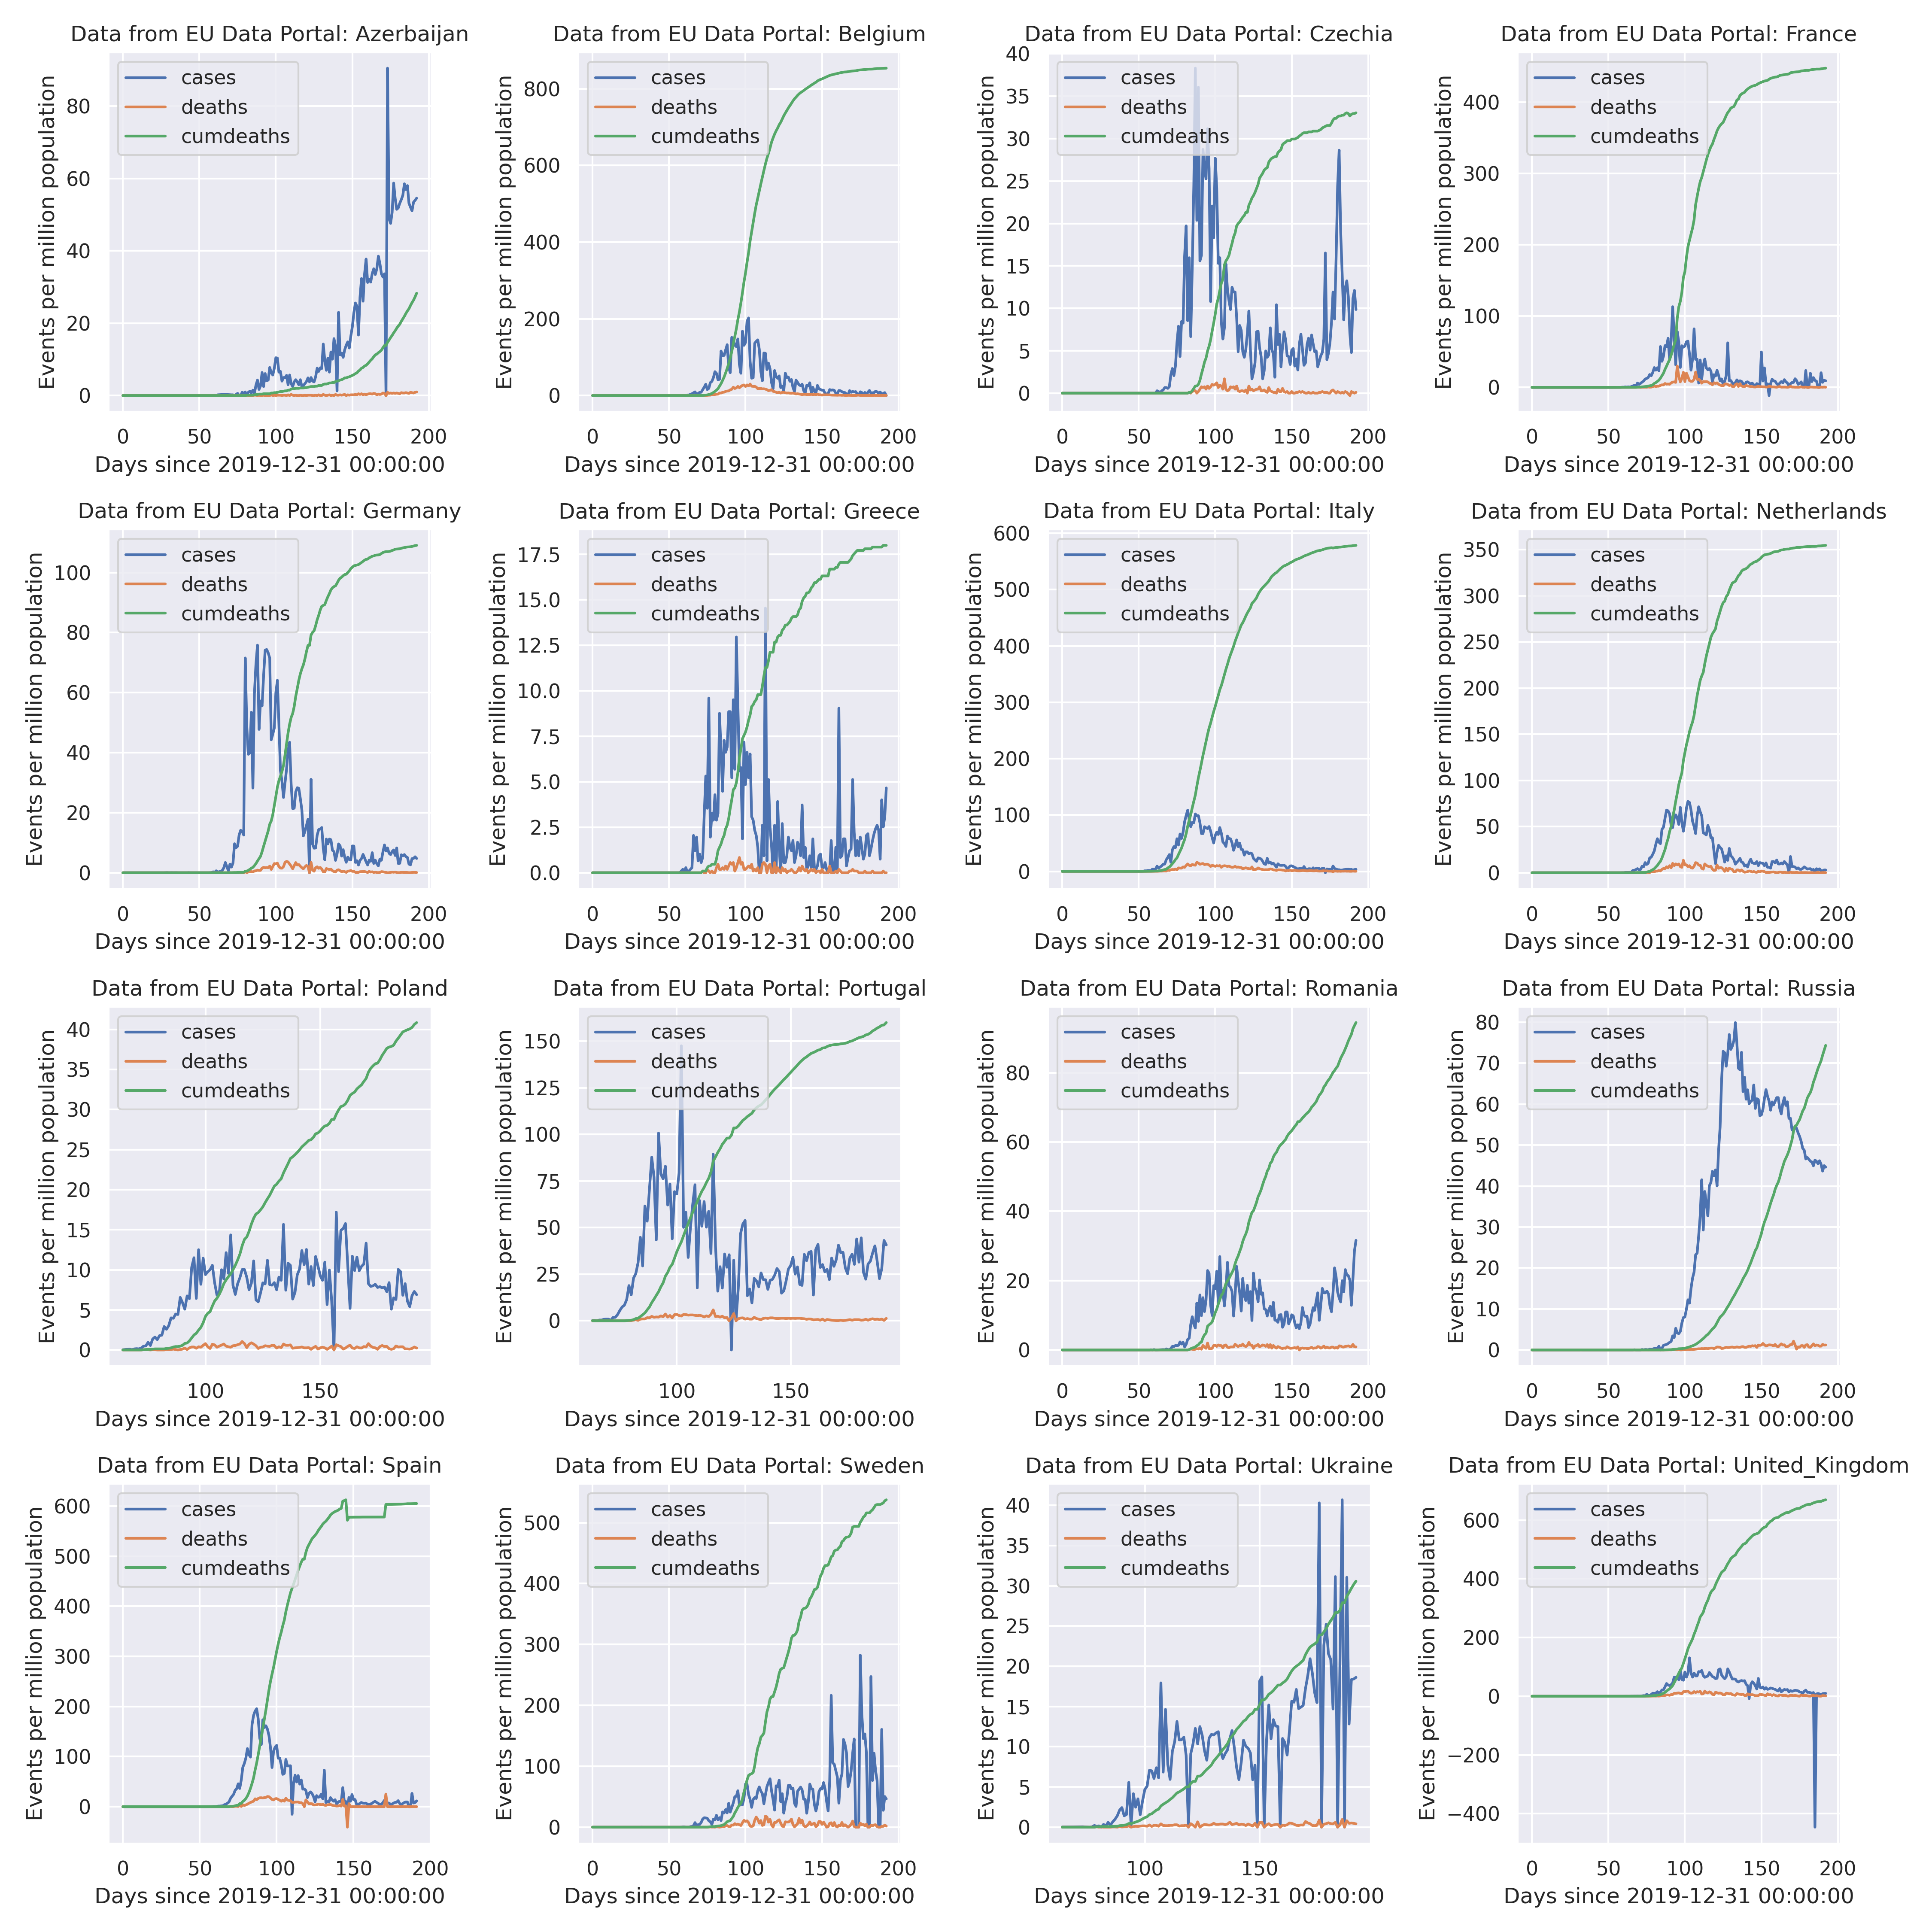 Data from EU Data Portal: Azerbaijan
Events per million population
80
60
40
20
0
cases
deaths
cumdeaths
0 50 100 150 200
Days since 2019-12-31 00:00:00
Data from EU Data Portal: Belgium
Events per million population
800
600
400
200
0
cases
deaths
cumdeaths
0 50 100 150 200
Days since 2019-12-31 00:00:00
Data from EU Data Portal: Czechia
Events per million population
40
35
30
25
20
15
10
5
0
cases
deaths
cumdeaths
0 50 100 150 200
Days since 2019-12-31 00:00:00
Data from EU Data Portal: France
Events per million population
400
300
200
100
0
cases
deaths
cumdeaths
0 50 100 150 200
Days since 2019-12-31 00:00:00
Data from EU Data Portal: Germany
Events per million population
100
80
60
40
20
0
cases
deaths
cumdeaths
0 50 100 150 200
Days since 2019-12-31 00:00:00
Data from EU Data Portal: Greece
Events per million population
17.5
15.0
12.5
10.0
7.5
5.0
2.5
0.0
cases
deaths
cumdeaths
0 50 100 150 200
Days since 2019-12-31 00:00:00
Data from EU Data Portal: Italy
Events per million population
600
500
400
300
200
100
0
cases
deaths
cumdeaths
0 50 100 150 200
Days since 2019-12-31 00:00:00
Data from EU Data Portal: Netherlands
Events per million population
350
300
250
200
150
100
50
0
cases
deaths
cumdeaths
0 50 100 150 200
Days since 2019-12-31 00:00:00
Data from EU Data Portal: Poland
Events per million population
40
35
30
25
20
15
10
5
0
cases
deaths
cumdeaths
100 150
Days since 2019-12-31 00:00:00
Data from EU Data Portal: Portugal
Events per million population
150
125
100
75
50
25
0
cases
deaths
cumdeaths
100 150
Days since 2019-12-31 00:00:00
Data from EU Data Portal: Romania
Events per million population
80
60
40
20
0
cases
deaths
cumdeaths
0 50 100 150 200
Days since 2019-12-31 00:00:00
Data from EU Data Portal: Russia
Events per million population
80
70
60
50
40
30
20
10
0
cases
deaths
cumdeaths
0 50 100 150 200
Days since 2019-12-31 00:00:00
Data from EU Data Portal: Spain
Events per million population
600
500
400
300
200
100
0
cases
deaths
cumdeaths
0 50 100 150 200
Days since 2019-12-31 00:00:00
Data from EU Data Portal: Sweden
Events per million population
500
400
300
200
100
0
cases
deaths
cumdeaths
0 50 100 150 200
Days since 2019-12-31 00:00:00
Data from EU Data Portal: Ukraine
Events per million population
40
35
30
25
20
15
10
5
0
cases
deaths
cumdeaths
100 150
Days since 2019-12-31 00:00:00
Data from EU Data Portal: United_Kingdom
Events per million population
600
400
200
0
−200
−400
cases
deaths
cumdeaths
0 50 100 150 200
Days since 2019-12-31 00:00:00